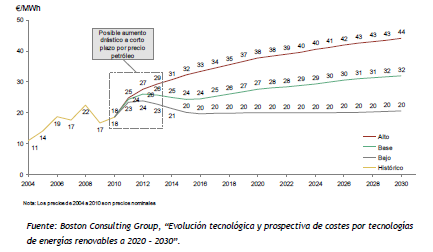 €/MWh
50
40
30
20
10
0
Posible aumento
drástico a corto
plazo por precio
petróleo
11 14 19 17 22 17 18
18 25 27 29 31 32 33 34 35 37 38 38 39 40 41 42 43 43 44
24 26 26 25 24 24 25 26 27 27 28 28 29 29 30 31 31 32 32
23 24 23 21 20 20 20 20 20 20 20 20 20 20 20 20 20 20 20
Alto
Base
Bajo
Histórico
2004 2006 2008 2010 2012 2014 2016 2018 2020 2022 2024 2026 2028 2030
Nota: Los precios de 2004 a 2010 son precios nominales
Fuente: Boston Consulting Group, “Evolución tecnológica y prospectiva de costes por tecnologías
de energías renovables a 2020 – 2030”.